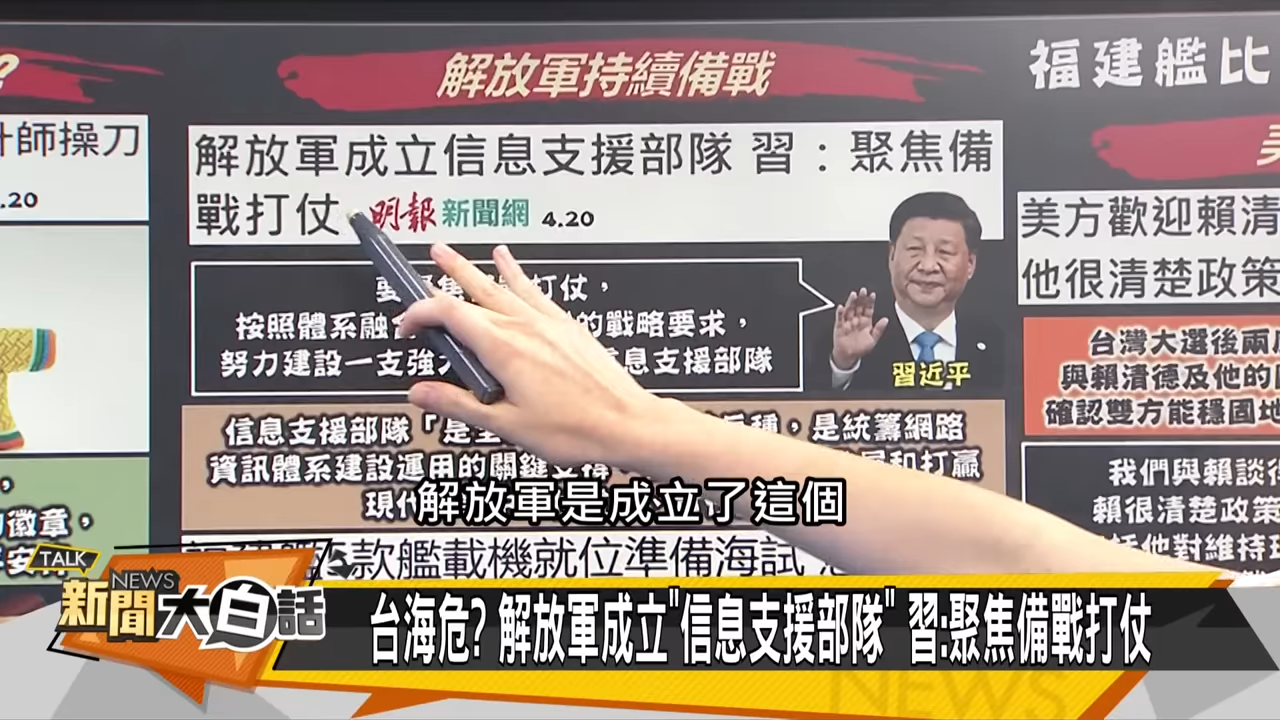 ?
計師操刀
.20
，
徽章，
解放軍持續備戰
解放軍成立信息支援部隊 習：聚焦備
戰打仗 明報 新聞網 4.20
打仗，
按照體系融 的戰略要求，
努力建設一支強 信息支援部隊
習近平
信息支援部隊「是 ，是統籌網路
資訊體系建設運用的關鍵支撐 和打贏
現代
解放軍是成立了這個
款艦載機就位準備海試
福建艦比
美方歡迎賴清
他很清楚政策
台灣大選後兩
與賴清德及他的
確認雙方能穩固地
我們與賴談很
賴很清楚政策
他對維持
TALK
NEWS
新聞大白話
台海危? 解放軍成立"信息支援部隊" 習:聚焦備戰打仗
NEWS